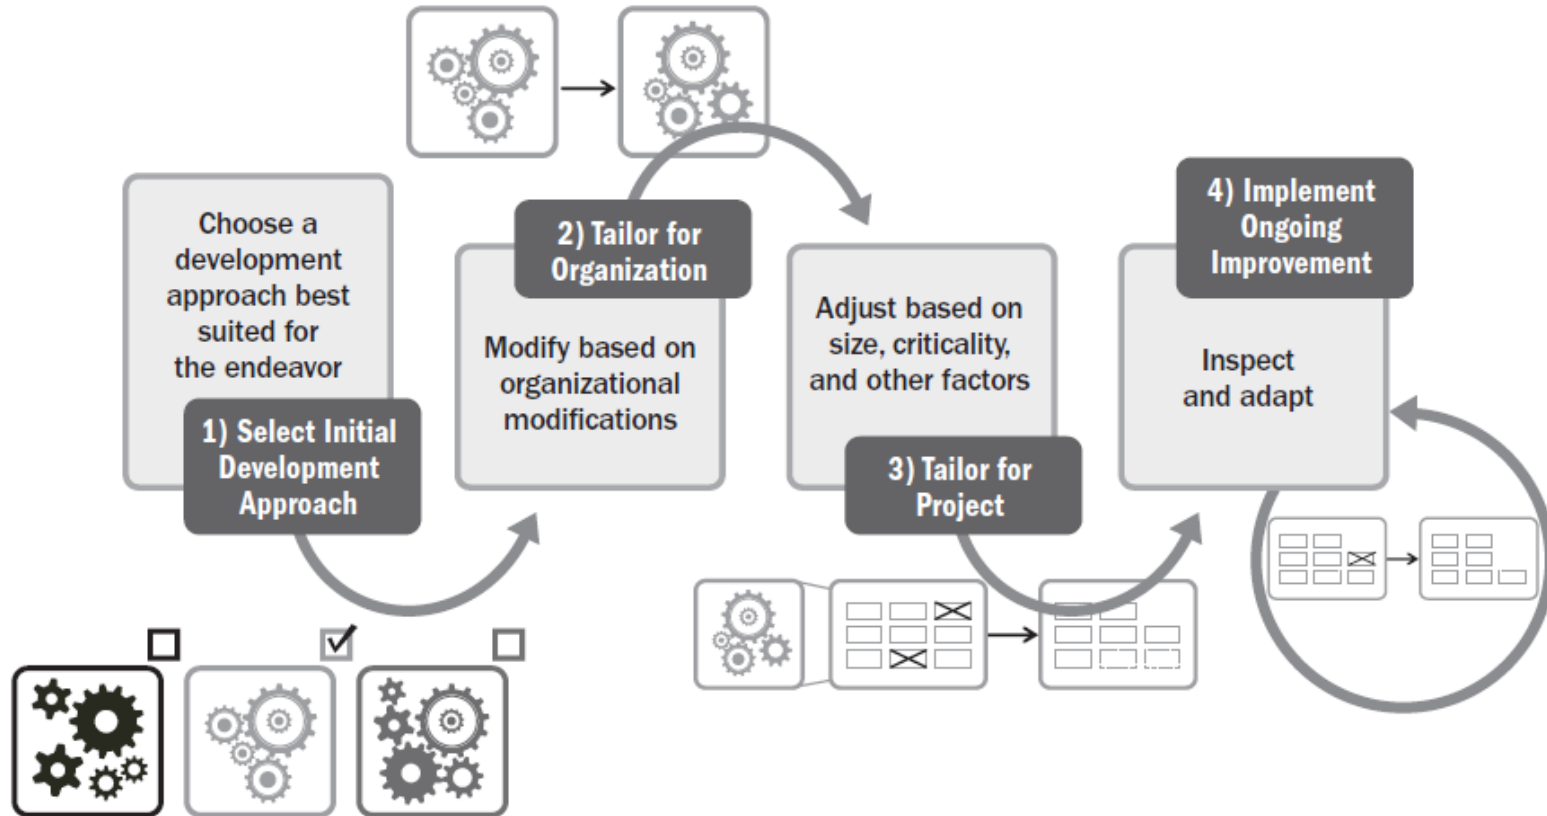 Choose a
development
approach best
suited for
the endeavor
1) Select Initial
Development
Approach
2) Tailor for
Organization
Modify based on
organizational
modifications
Adjust based on
size, criticality,
and other factors
3) Tailor for
Project
4) Implement
Ongoing
Improvement
Inspect
and adapt